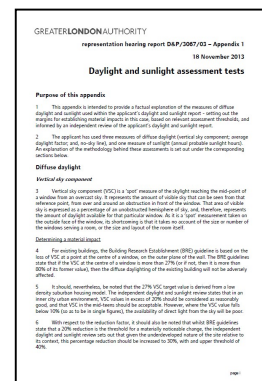 GREATERLONDONAUTHORITY
representation hearing report D&P/3067/03 – Appendix 1
18 November 2013
Daylight and sunlight assessment tests
Purpose of this appendix
1 This appendix is intended to provide a factual explanation of the measures of diffuse
daylight and sunlight used within the applicant's daylight and sunlight report - setting out the
margins for establishing material impacts in this case, based on relevant assessment thresholds, and
informed by an independent review of the applicant's daylight and sunlight report.
2 The applicant has used three measures of diffuse daylight (vertical sky component; average
daylight factor; and, no-sky line), and one measure of sunlight (annual probable sunlight hours).
An explanation of the methodology behind these assessments is set out under the corresponding
sections below.
Diffuse daylight
Vertical sky component
3 Vertical sky component (VSC) is a 'spot' measure of the skylight reaching the mid-point of
a window from an overcast sky. It represents the amount of visible sky that can be seen from that
reference point, from over and around an obstruction in front of the window. That area of visible
sky is expressed as a percentage of an unobstructed hemisphere of sky, and, therefore, represents
the amount of daylight available for that particular window. As it is a 'spot' measurement taken on
the outside face of the window, its shortcoming is that it takes no account of the size or number of
the windows serving a room, or the size and layout of the room itself.
Determining a material impact
4 For existing buildings, the Building Research Establishment (BRE) guideline is based on the
loss of VSC at a point at the centre of a window, on the outer plane of the wall. The BRE guidelines
state that if the VSC at the centre of a window is more than 27% (or if not, then it is more than
80% of its former value), then the diffuse daylighting of the existing building will not be adversely
affected.
5 It should, nevertheless, be noted that the 27% VSC target value is derived from a low
density suburban housing model. The independent daylight and sunlight review states that in an
inner city urban environment, VSC values in excess of 20% should be considered as reasonably
good, and that VSC in the mid-teens should be acceptable. However, where the VSC value falls
below 10% (so as to be in single figures), the availability of direct light from the sky will be poor.
6 With respect to the reduction factor, it should also be noted that whilst BRE guidelines
state that a 20% reduction is the threshold for a materially noticeable change, the independent
daylight and sunlight review sets out that given the underdeveloped nature of the site relative to
its context, this percentage reduction should be increased to 30%, with and upper threshold of
40%.